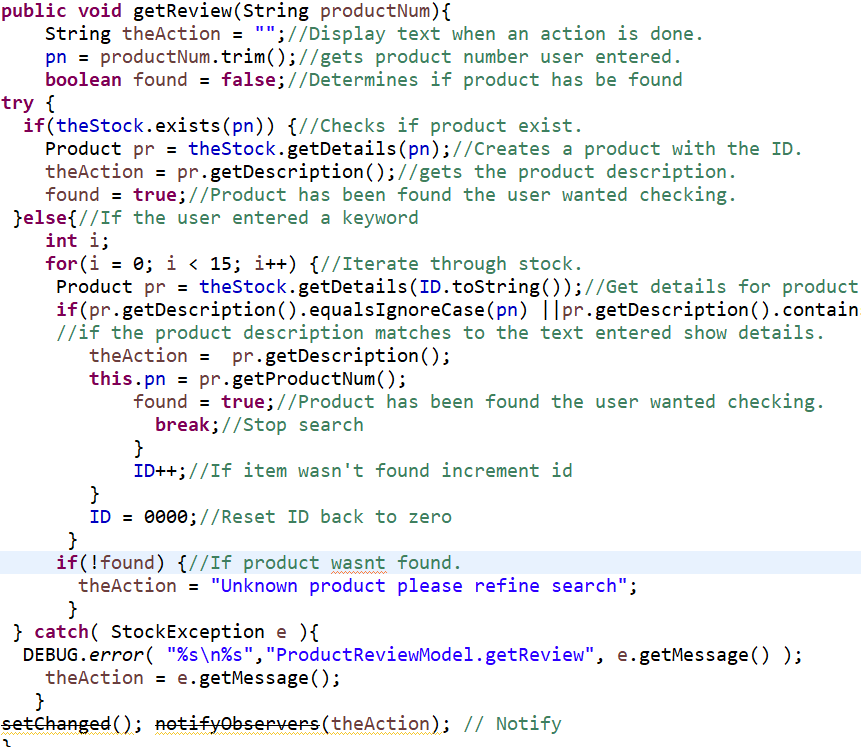 public void getReview(String productNum){
String theAction = "";//Display text when an action is done.
pn = productNum.trim();//gets product number user entered.
boolean found = false;//Determines if product has be found
try {
if(theStock.exists(pn)) {//Checks if product exist.
Product pr = theStock.getDetails(pn);//Creates a product with the ID.
theAction = pr.getDescription();//gets the product description.
found = true;//Product has been found the user wanted checking.
}else{//If the user entered a keyword
int i;
for(i = 0; i < 15; i++) {//Iterate through stock.
Product pr = theStock.getDetails(ID.toString());//Get details for product
if(pr.getDescription().equalsIgnoreCase(pn) ||pr.getDescription().contain
//if the product description matches to the text entered show details.
theAction =  pr.getDescription();
this.pn = pr.getProductNum();
found = true;//Product has been found the user wanted checking.
break;//Stop search
}
ID++;//If item wasn't found increment id
}
ID = 0000;//Reset ID back to zero
}
if(!found) {//If product wasnt found.
theAction = "Unknown product please refine search";
}
} catch( StockException e ){
DEBUG.error( "%s\n%s","ProductReviewModel.getReview", e.getMessage() );
theAction = e.getMessage();
}
setChanged(); notifyObservers(theAction); // Notify
}